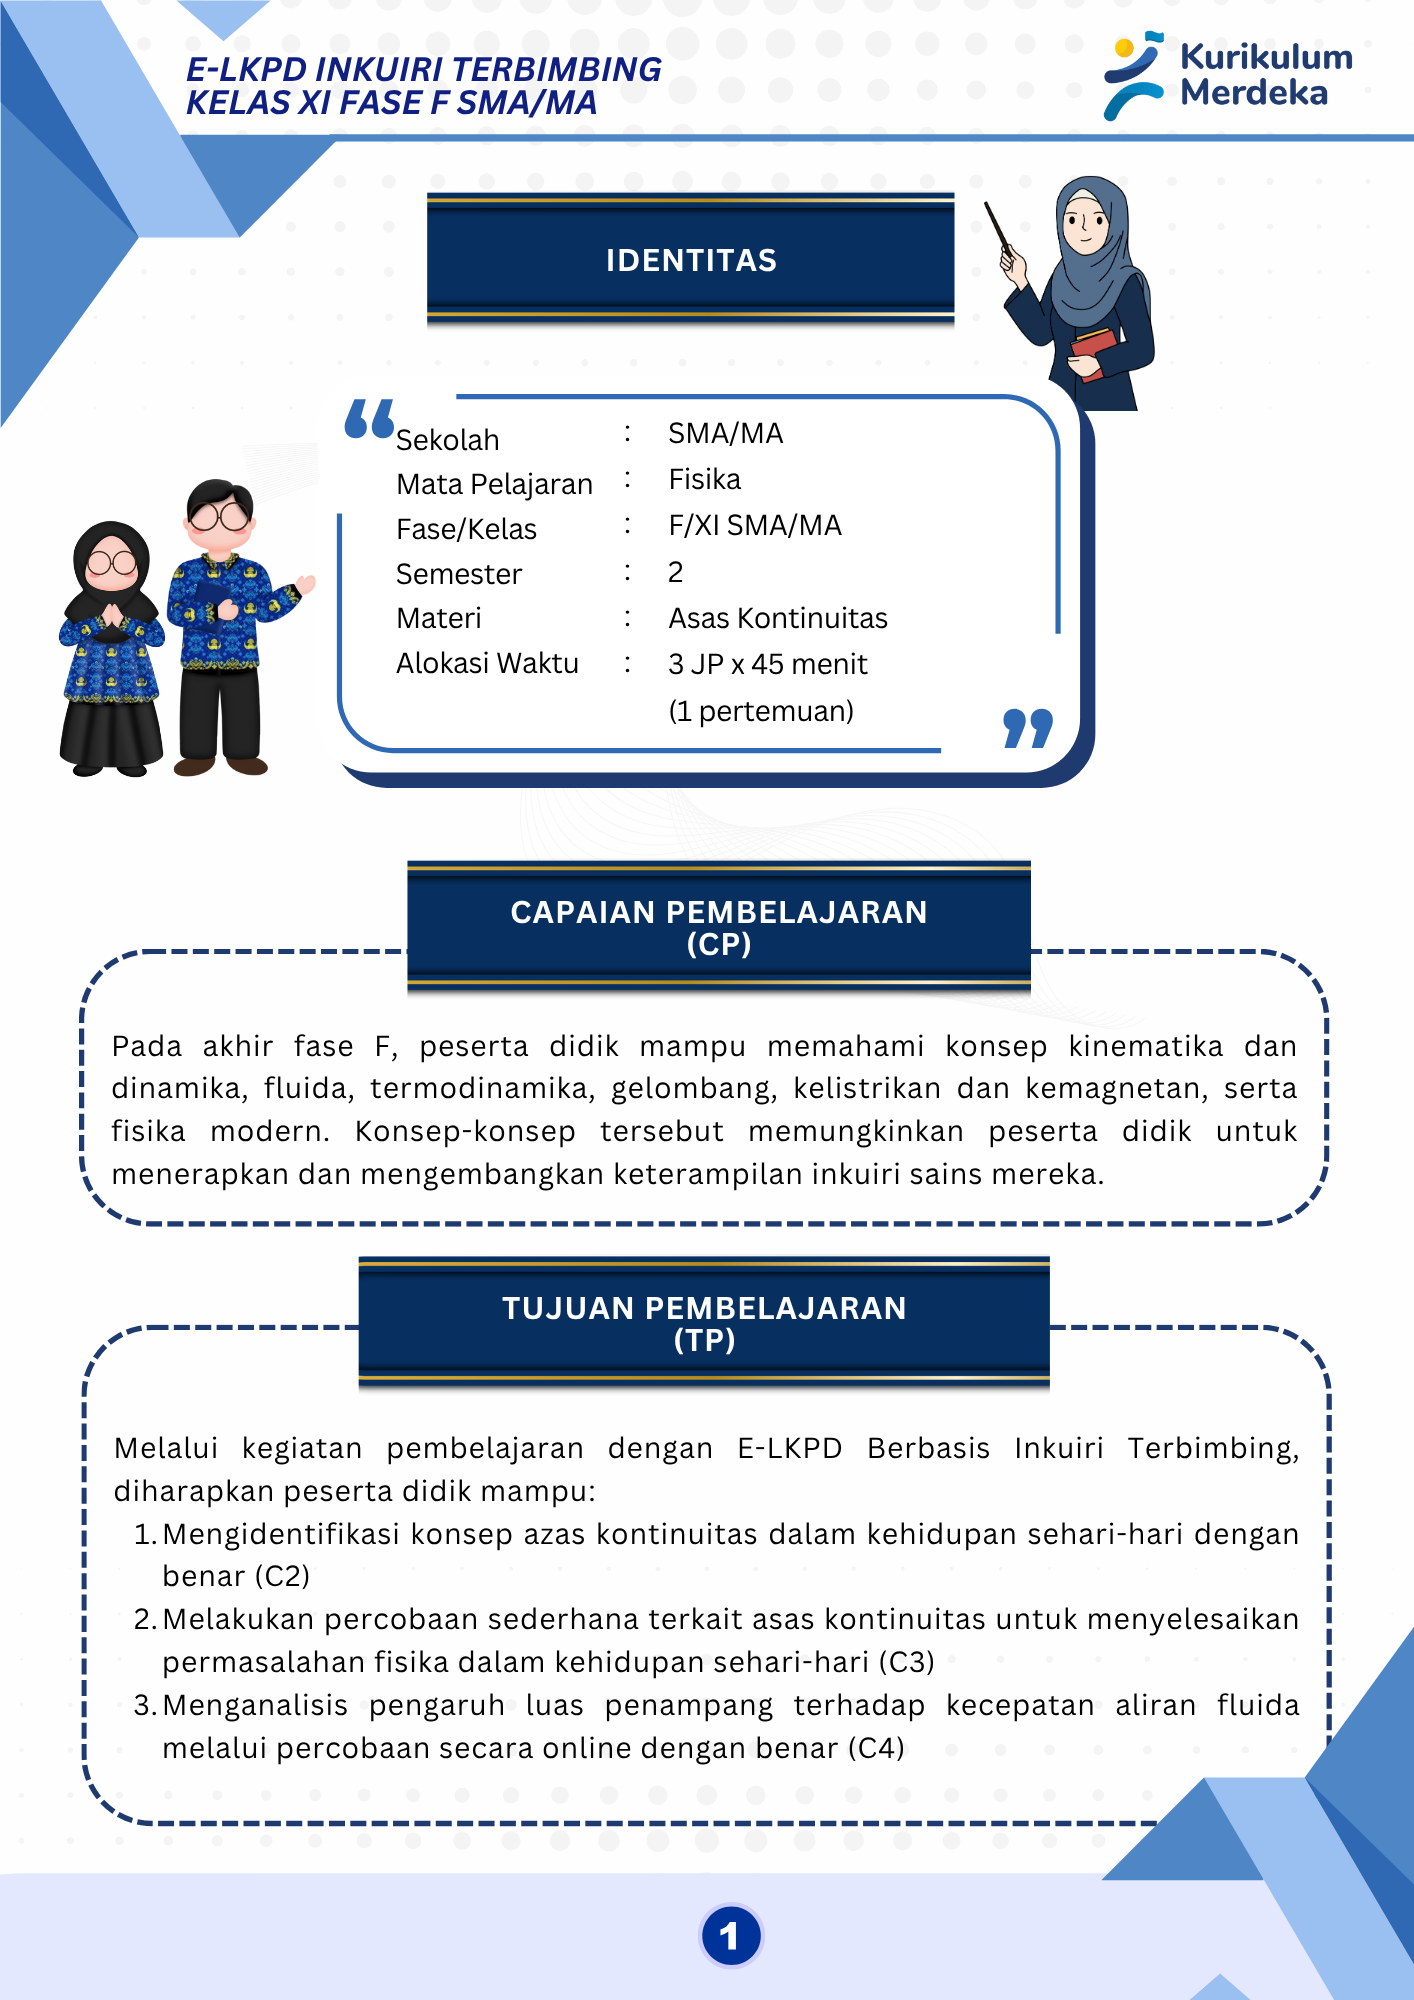 E-LKPD INKUIRI TERBIMBING
KELAS XI FASE F SMA/MA
Kurikulum
Merdeka
IDENTITAS
Sekolah : SMA/MA
Mata Pelajaran : Fisika
Fase/Kelas : F/XI SMA/MA
Semester : 2
Materi : Asas Kontinuitas
Alokasi Waktu : 3 JP x 45 menit
(1 pertemuan)
CAPAIAN PEMBELAJARAN
(CP)
Pada akhir fase F, peserta didik mampu memahami konsep kinematika dan
dinamika, fluida, termodinamika, gelombang, kelistrikan dan kemagnetan, serta
fisika modern. Konsep-konsep tersebut memungkinkan peserta didik untuk
menerapkan dan mengembangkan keterampilan inkuiri sains mereka.
TUJUAN PEMBELAJARAN
(TP)
Melalui kegiatan pembelajaran dengan E-LKPD Berbasis Inkuiri Terbimbing,
diharapkan peserta didik mampu:
1. Mengidentifikasi konsep azas kontinuitas dalam kehidupan sehari-hari dengan
benar (C2)
2. Melakukan percobaan sederhana terkait asas kontinuitas untuk menyelesaikan
permasalahan fisika dalam kehidupan sehari-hari (C3)
3. Menganalisis pengaruh luas penampang terhadap kecepatan aliran fluida
melalui percobaan secara online dengan benar (C4)
1